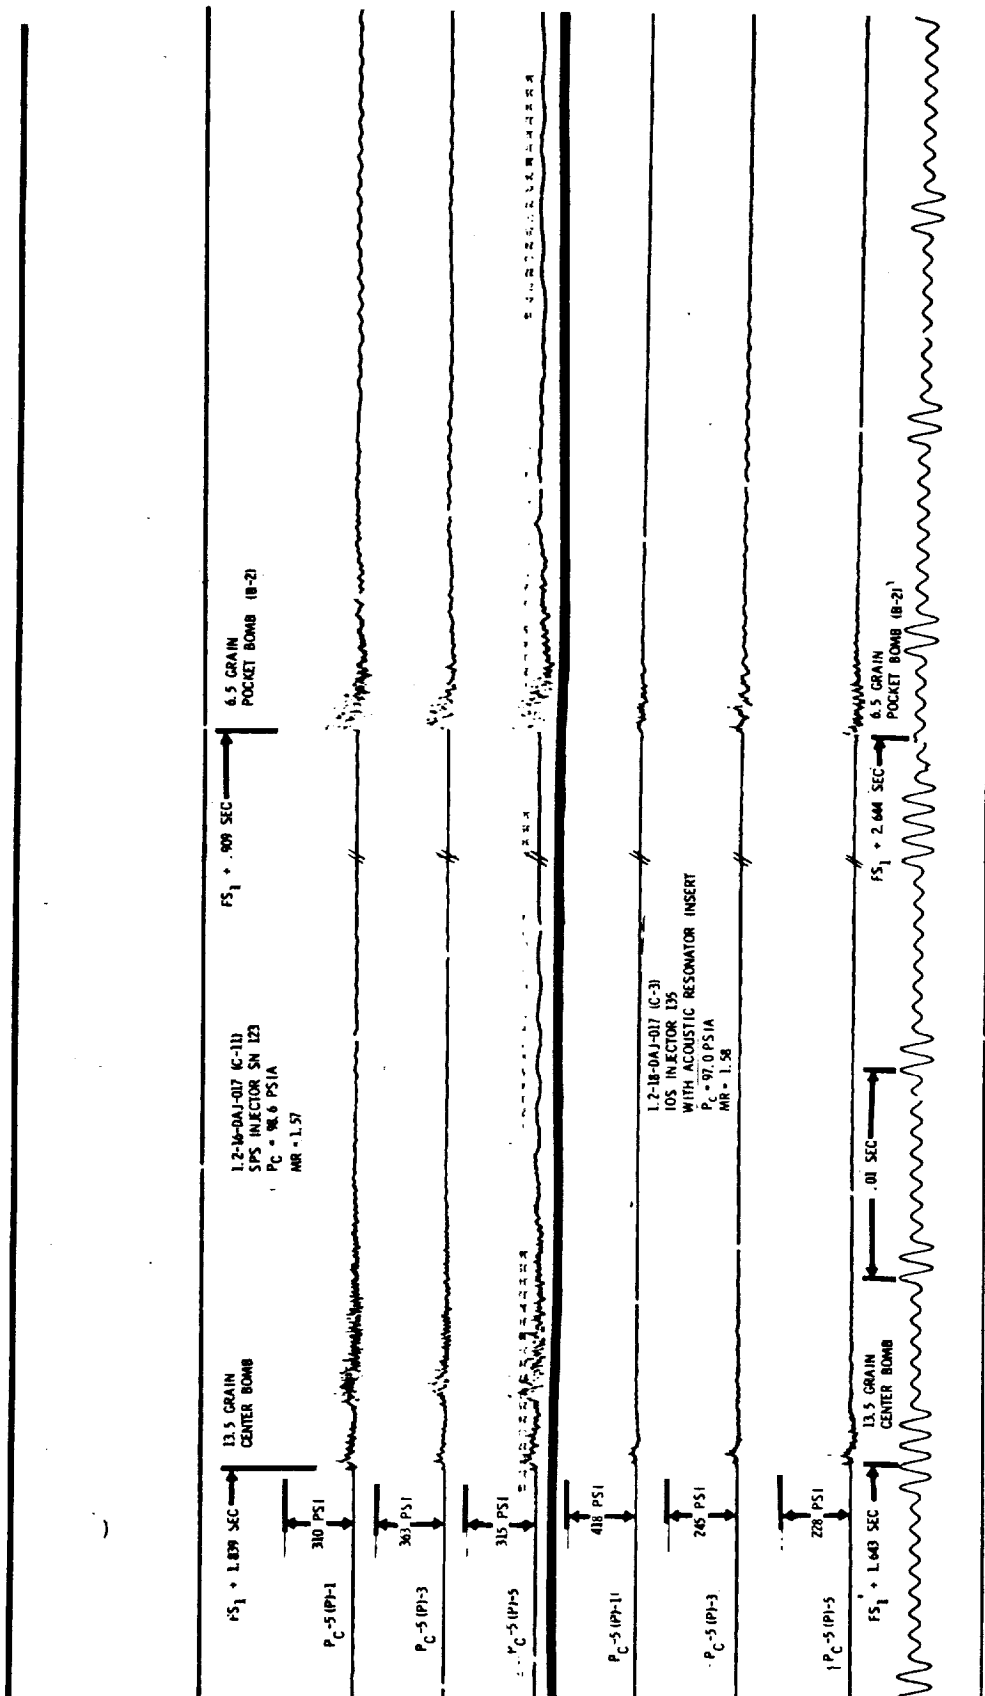 FS1 + 1.839 SEC
13.5 GRAIN
CENTER BOMB
1.2-16-DAJ-017 (C-11)
SPS INJECTOR SN 123
PC = 98.6 PSIA
MR = 1.57
FS1 + .909 SEC
6.5 GRAIN
POCKET BOMB (B-2)
310 PSI
PC-5(P)-1
363 PSI
PC-5(P)-3
315 PSI
PC-5(P)-5
418 PSI
PC-5(P)-1
1.2-18-DAJ-017 (C-3)
IOS INJECTOR 135
WITH ACOUSTIC RESONATOR INSERT
PC = 97.0 PSIA
MR = 1.58
245 PSI
PC-5(P)-3
228 PSI
PC-5(P)-5
FS1 + 1.643 SEC
13.5 GRAIN
CENTER BOMB
.01 SEC
FS1 + 2.644 SEC
6.5 GRAIN
POCKET BOMB (B-2)